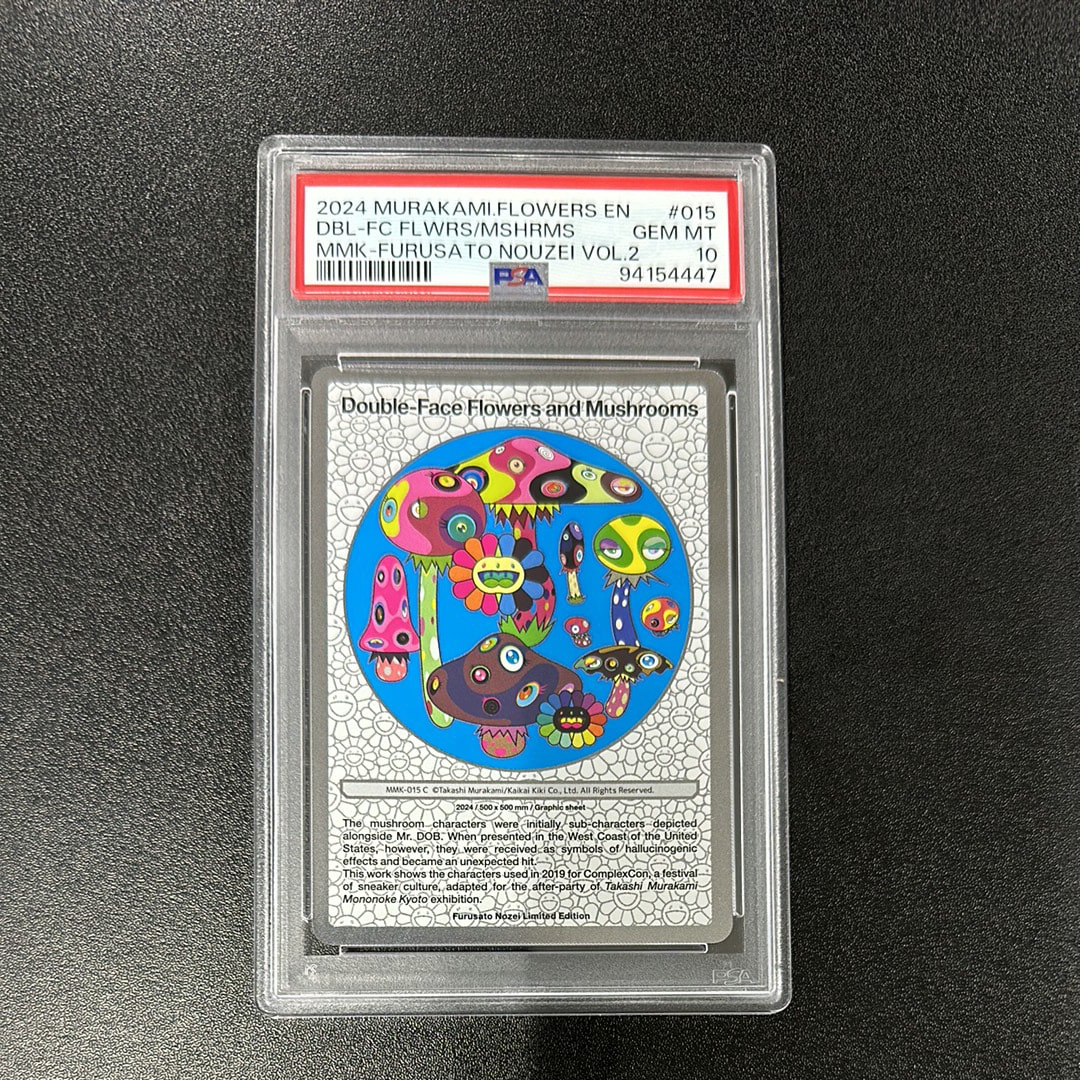 2024 MURAKAMI.FLOWERS EN #015
DBL-FC FLWRS/MSHRMS GEM MT
MMK-FURUSATO NOUZEI VOL.2 10
PSA 94154447
Double-Face Flowers and Mushrooms
MMK-015 C ©Takashi Murakami/Kaikai Kiki Co., Ltd. All Rights Reserved.
2024 / 500 x 500 mm / Graphic sheet
The mushroom characters were initially sub-characters depicted
alongside Mr. DOB. When presented in the West Coast of the United
States, however, they were received as symbols of hallucinogenic
effects and became an unexpected hit.
This work shows the characters used in 2019 for ComplexCon, a festival
of sneaker culture, adapted for the after-party of Takashi Murakami
Mononoke Kyoto exhibition.
Furusato Nozei Limited Edition
PSA